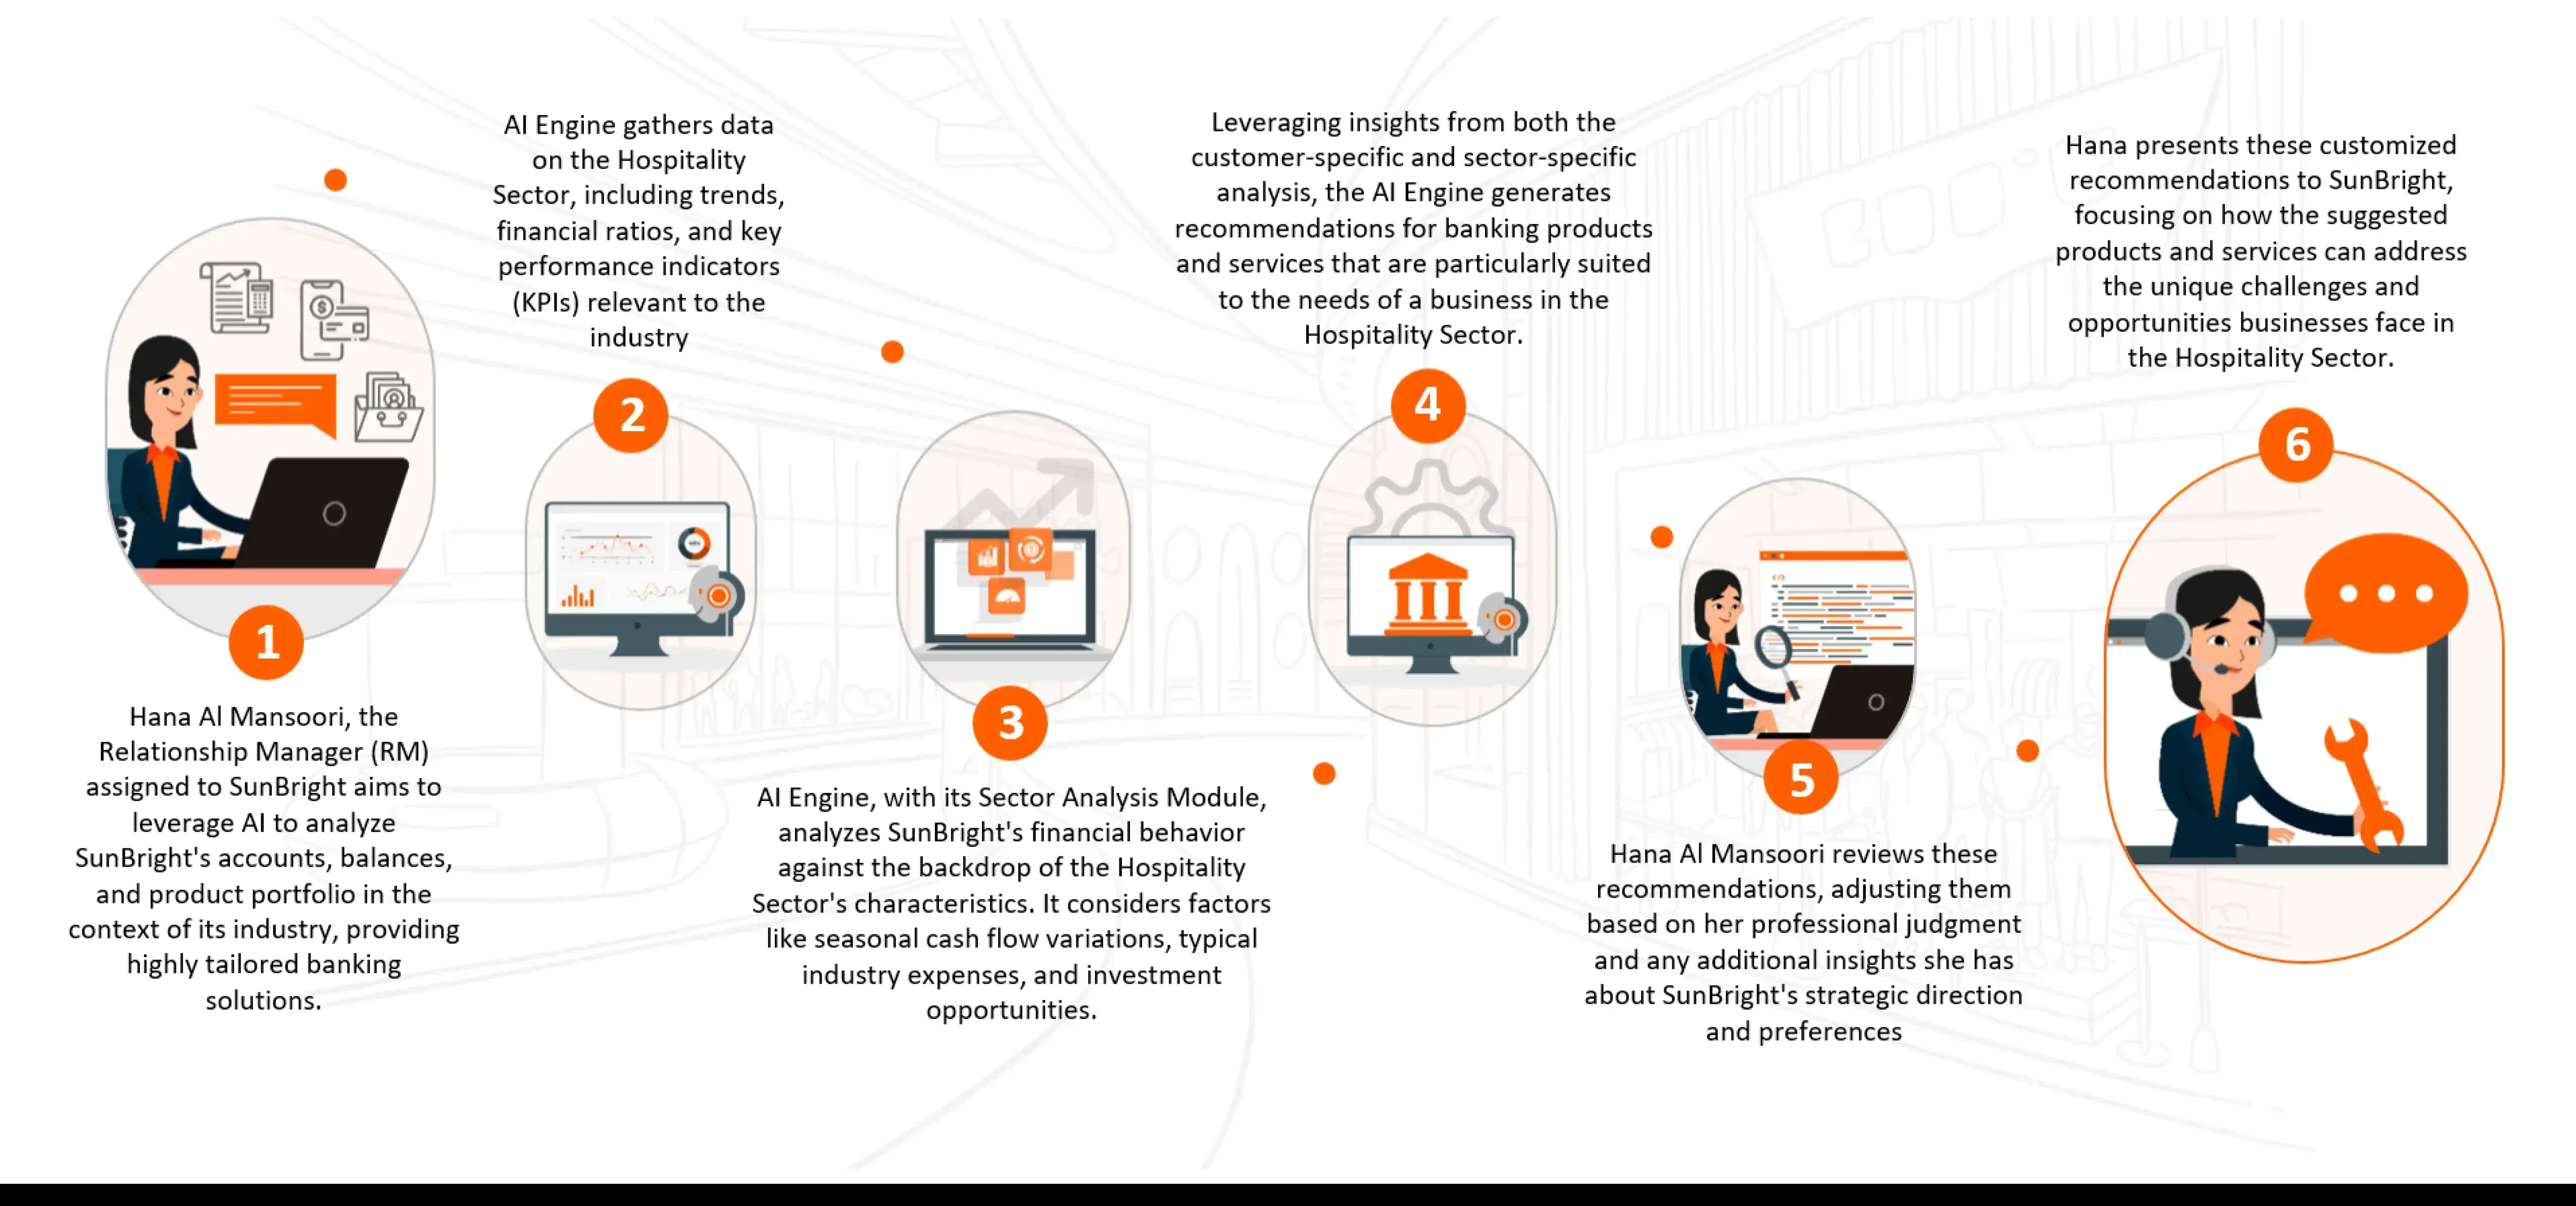 1
Hana Al Mansoori, the
Relationship Manager (RM)
assigned to SunBright aims to
leverage AI to analyze
SunBright's accounts, balances,
and product portfolio in the
context of its industry, providing
highly tailored banking
solutions.
AI Engine gathers data
on the Hospitality
Sector, including trends,
financial ratios, and key
performance indicators
(KPIs) relevant to the
industry
2
3
AI Engine, with its Sector Analysis Module,
analyzes SunBright's financial behavior
against the backdrop of the Hospitality
Sector's characteristics. It considers factors
like seasonal cash flow variations, typical
industry expenses, and investment
opportunities.
Leveraging insights from both the
customer-specific and sector-specific
analysis, the AI Engine generates
recommendations for banking products
and services that are particularly suited
to the needs of a business in the
Hospitality Sector.
4
5
Hana Al Mansoori reviews these
recommendations, adjusting them
based on her professional judgment
and any additional insights she has
about SunBright's strategic direction
and preferences
Hana presents these customized
recommendations to SunBright,
focusing on how the suggested
products and services can address
the unique challenges and
opportunities businesses face in
the Hospitality Sector.
6